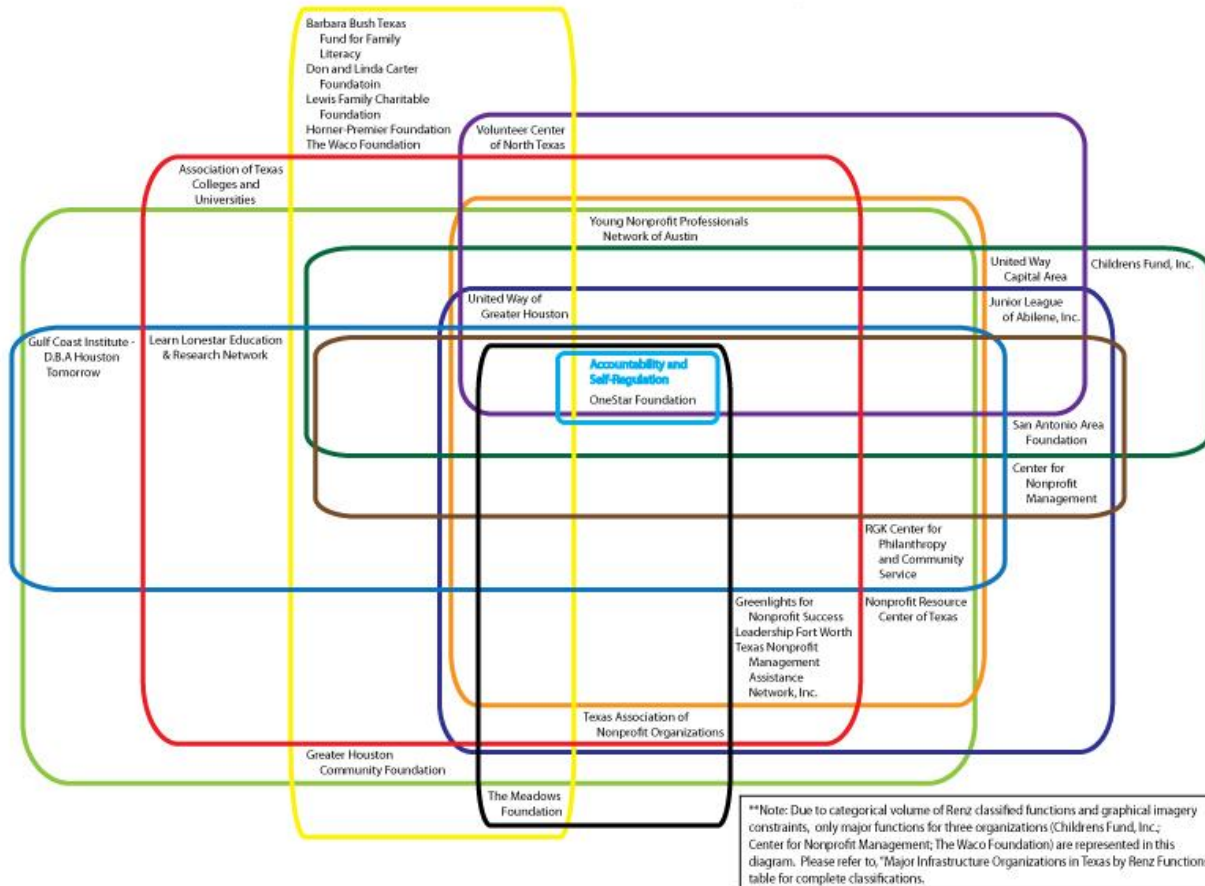 Barbara Bush Texas
Fund for Family
Literacy
Don and Linda Carter
Foundatoin
Lewis Family Charitable
Foundation
Horner-Premier Foundation
The Waco Foundation
Volunteer Center
of North Texas
Association of Texas
Colleges and
Universities
Young Nonprofit Professionals
Network of Austin
United Way
Capital Area
Childrens Fund, Inc.
United Way of
Greater Houston
Junior League
of Abilene, Inc.
Gulf Coast Institute -
D.B.A Houston
Tomorrow
Learn Lonestar Education
& Research Network
Accountability and
Self-Regulation
OneStar Foundation
San Antonio Area
Foundation
Center for
Nonprofit
Management
RGK Center for
Philanthropy
and Community
Service
Greenlights for
Nonprofit Success
Leadership Fort Worth
Texas Nonprofit
Management
Assistance
Network, Inc.
Nonprofit Resource
Center of Texas
Texas Association of
Nonprofit Organizations
Greater Houston
Community Foundation
The Meadows
Foundation
**Note: Due to categorical volume of Renz classified functions and graphical imagery
constraints, only major functions for three organizations (Childrens Fund, Inc.;
Center for Nonprofit Management; The Waco Foundation) are represented in this
diagram. Please refer to, "Major Infrastructure Organizations in Texas by Renz Function
table for complete classifications.